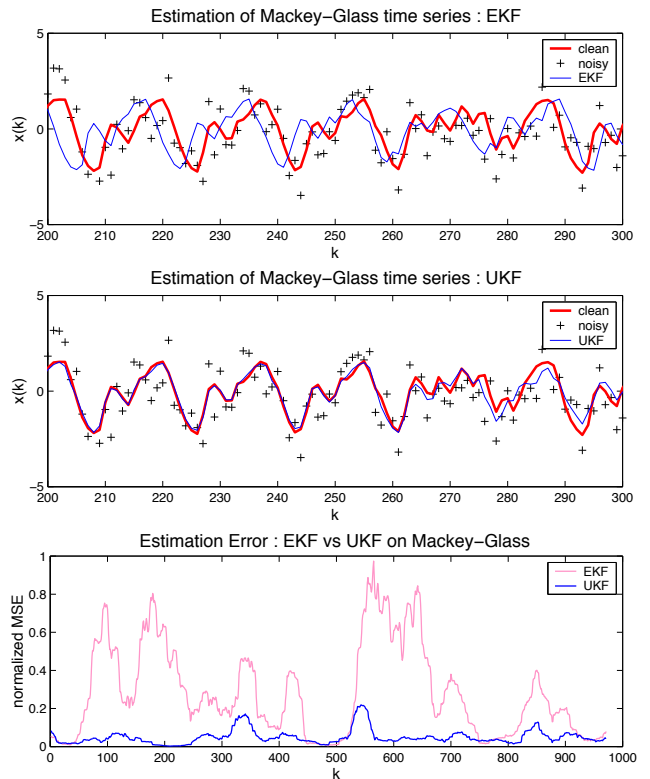 Estimation of Mackey−Glass time series : EKF
5
0
−5
x(k)
clean
noisy
EKF
200 210 220 230 240 250 260 270 280 290 300
k
Estimation of Mackey−Glass time series : UKF
5
0
−5
x(k)
clean
noisy
UKF
200 210 220 230 240 250 260 270 280 290 300
k
Estimation Error : EKF vs UKF on Mackey−Glass
1
0.8
0.6
0.4
0.2
0
normalized MSE
EKF
UKF
0 100 200 300 400 500 600 700 800 900 1000
k